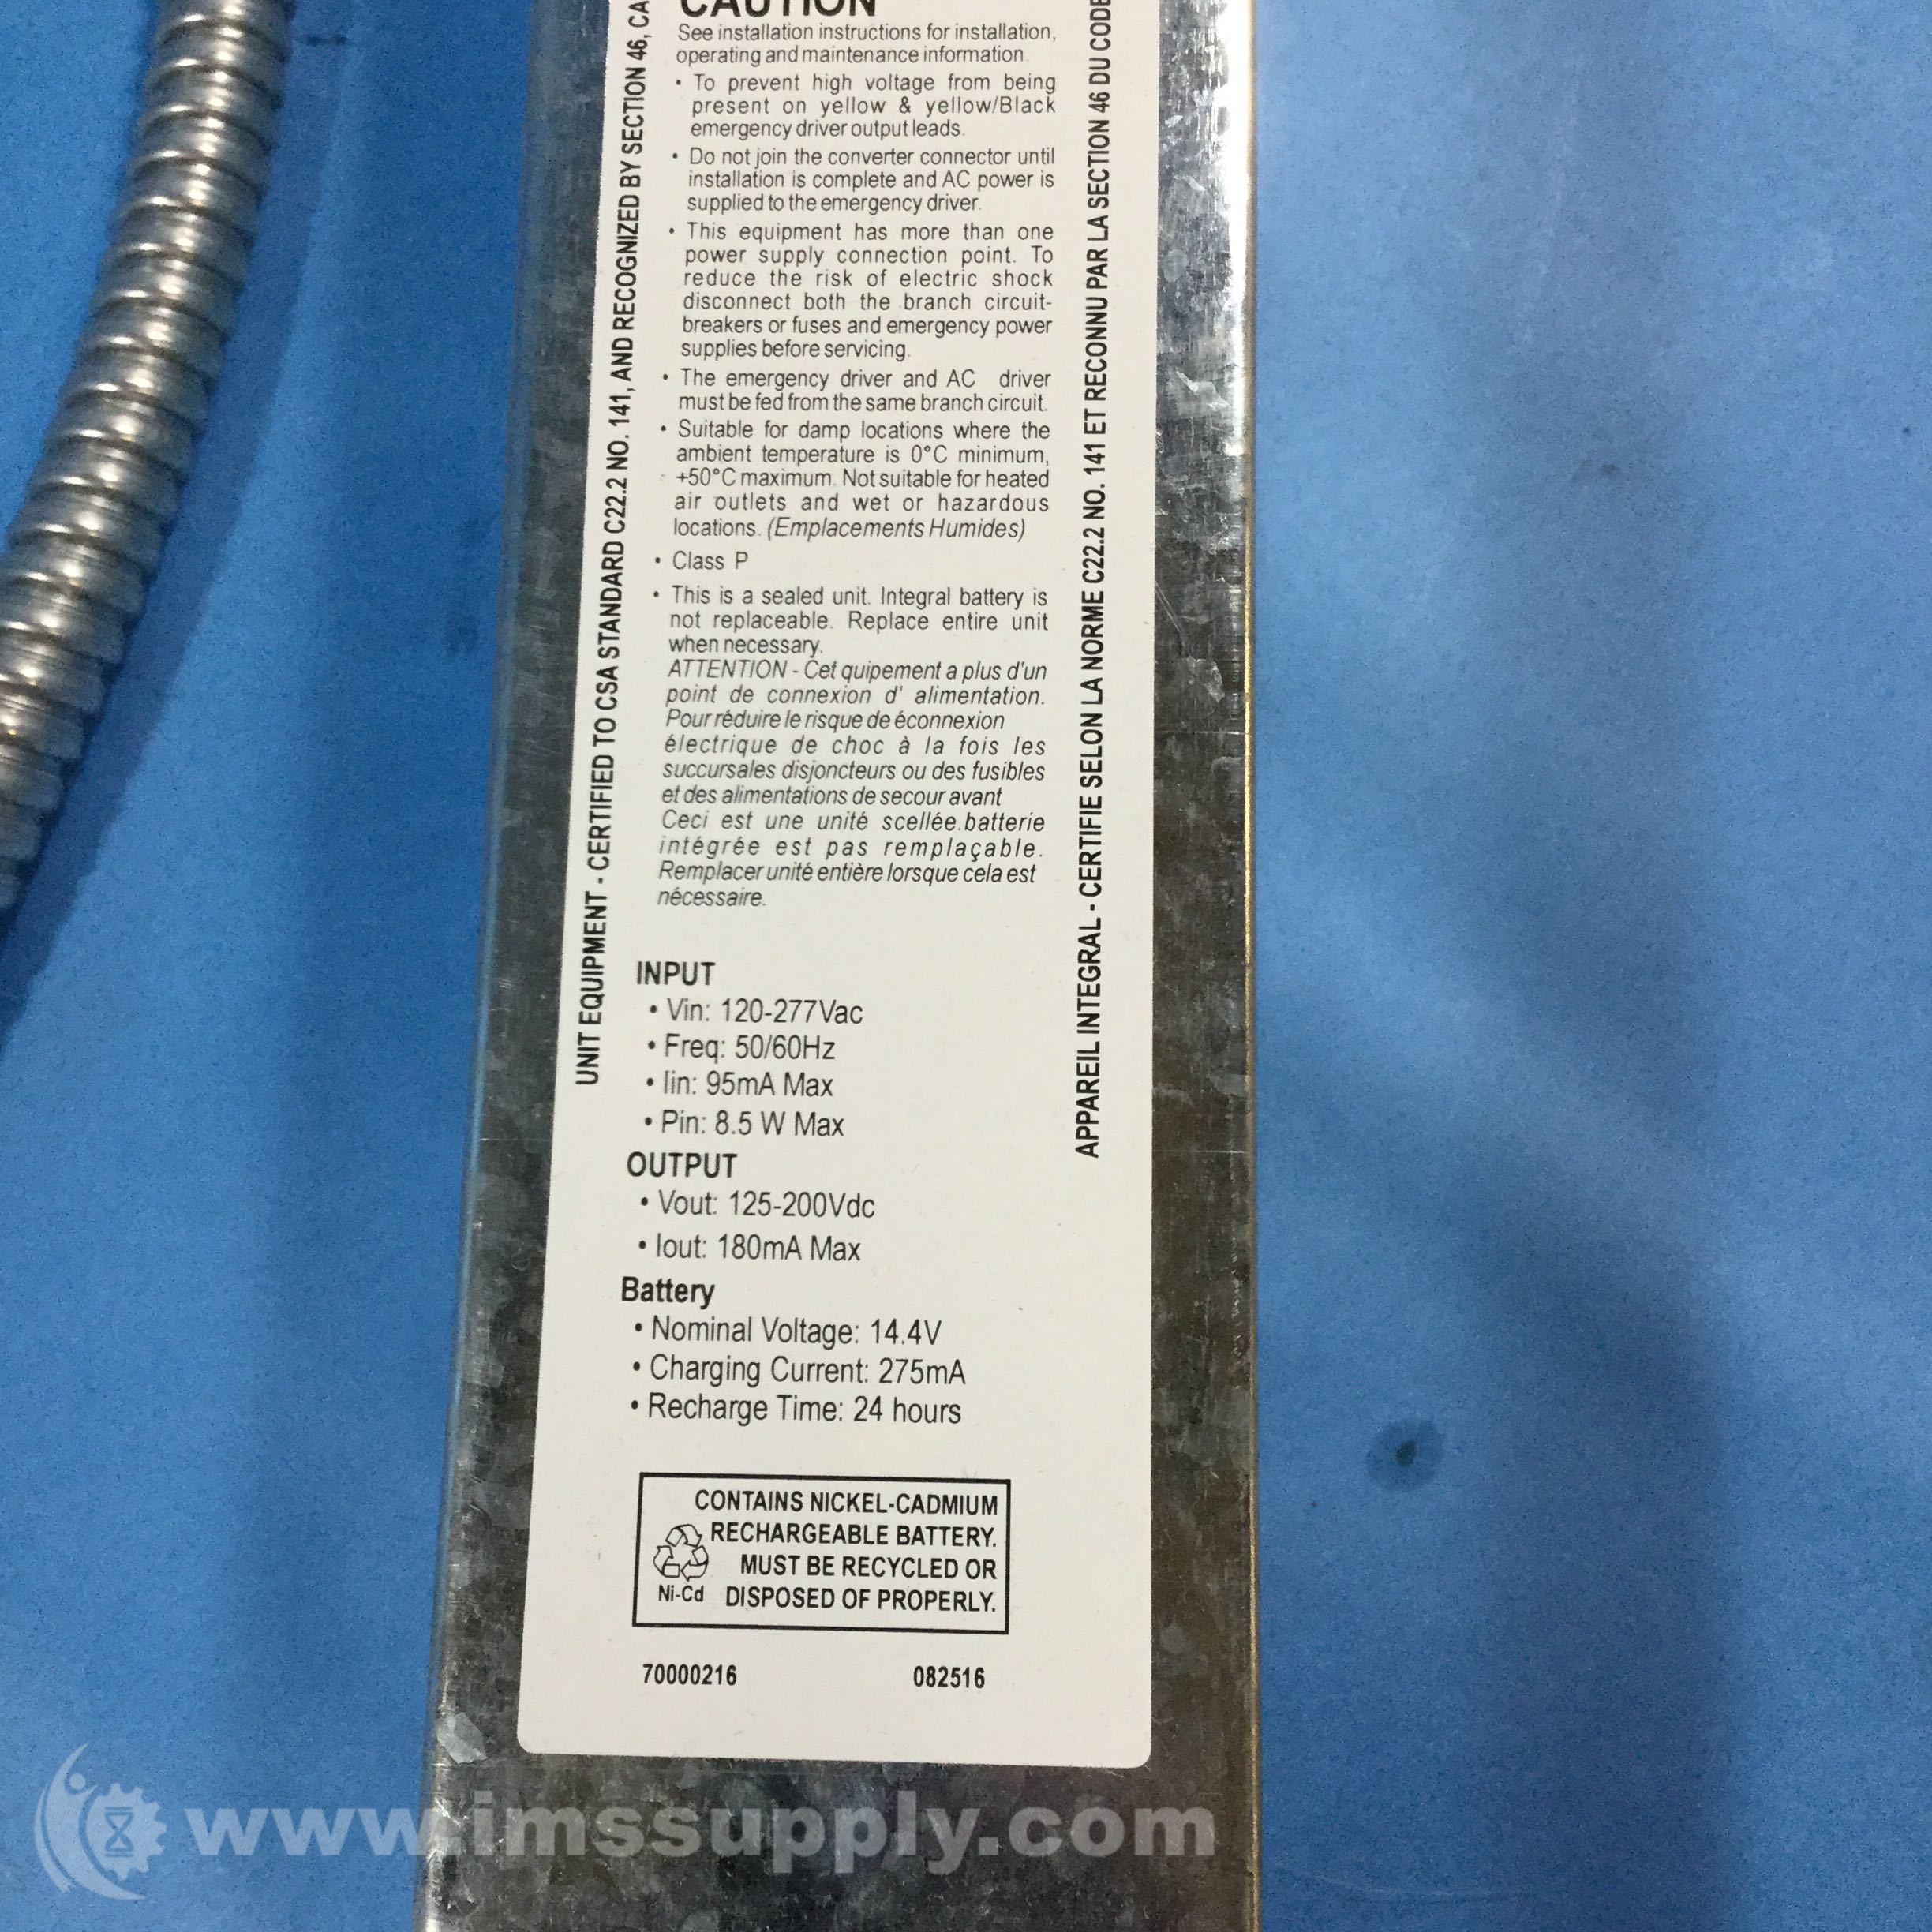 CAUTION
See installation instructions for installation,
operating and maintenance information.
• To prevent high voltage from being
present on yellow & yellow/Black
emergency driver output leads.
• Do not join the converter connector until
installation is complete and AC power is
supplied to the emergency driver.
• This equipment has more than one
power supply connection point. To
reduce the risk of electric shock
disconnect both the branch circuit-
breakers or fuses and emergency power
supplies before servicing.
• The emergency driver and AC driver
must be fed from the same branch circuit.
• Suitable for damp locations where the
ambient temperature is 0°C minimum,
+50°C maximum. Not suitable for heated
air outlets and wet or hazardous
locations. (Emplacements Humides)
• Class P
• This is a sealed unit. Integral battery is
not replaceable. Replace entire unit
when necessary.
ATTENTION - Cet quipement a plus d'un
point de connexion d' alimentation.
Pour réduire le risque de éconnexion
électrique de choc à la fois les
succursales disjoncteurs ou des fusibles
et des alimentations de secour avant
Ceci est une unité scellée.batterie
intégrée est pas remplaçable.
Remplacer unité entière lorsque cela est
nécessaire.
UNIT EQUIPMENT - CERTIFIED TO CSA STANDARD C22.2 NO. 141, AND RECOGNIZED BY SECTION 46, CA
APPAREIL INTEGRAL - CERTIFIE SELON LA NORME C22.2 NO. 141 ET RECONNU PAR LA SECTION 46 DU CODE
INPUT
• Vin: 120-277Vac
• Freq: 50/60Hz
• Iin: 95mA Max
• Pin: 8.5 W Max
OUTPUT
• Vout: 125-200Vdc
• Iout: 180mA Max
Battery
• Nominal Voltage: 14.4V
• Charging Current: 275mA
• Recharge Time: 24 hours
CONTAINS NICKEL-CADMIUM
RECHARGEABLE BATTERY.
MUST BE RECYCLED OR
DISPOSED OF PROPERLY.
Ni-Cd
70000216 082516
www.imssupply.com